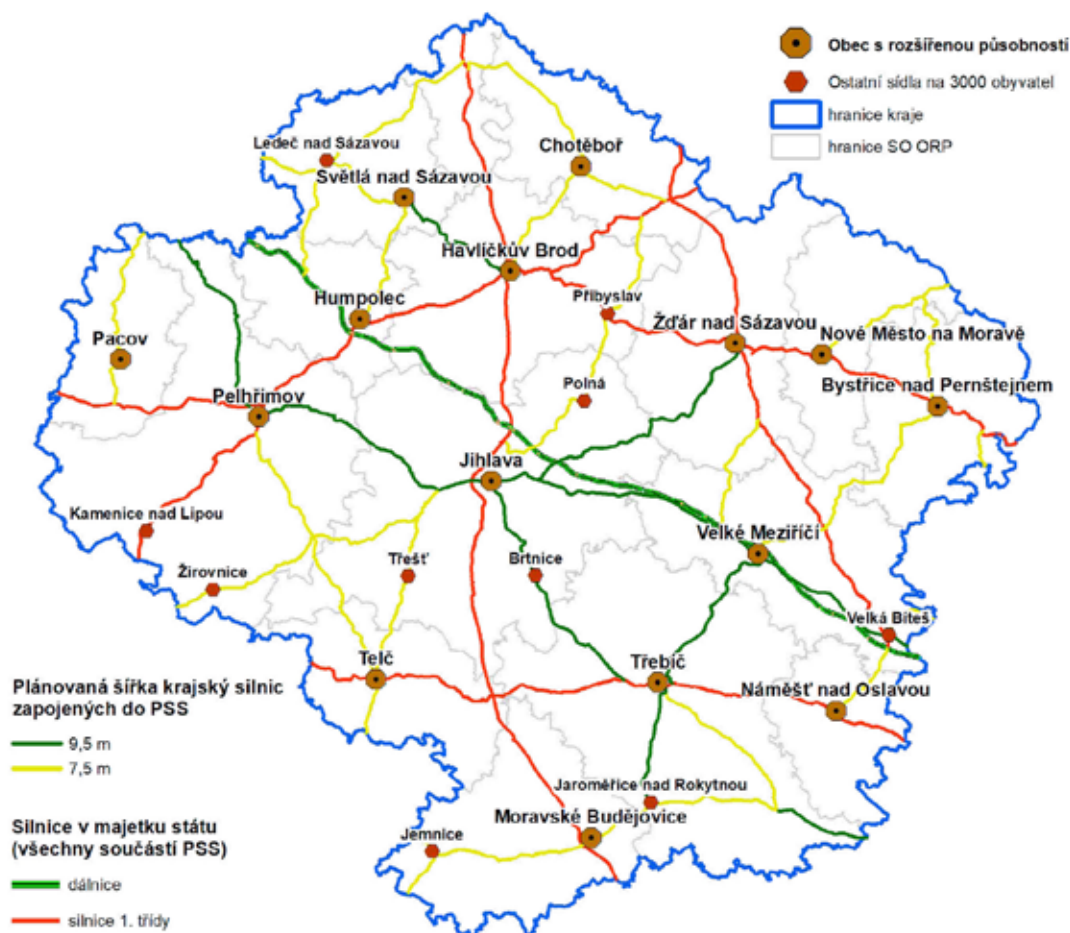 Obec s rozšířenou působností
Ostatní sídla na 3000 obyvatel
hranice kraje
hranice SO ORP
Ledeč nad Sázavou
Chotěboř
Světlá nad Sázavou
Havlíčkův Brod
Humpolec
Přibyslav
Pacov
Žďár nad Sázavou
Nové Město na Moravě
Pelhřimov
Polná
Bystřice nad Pernštejnem
Jihlava
Kamenice nad Lipou
Velké Meziříčí
Žirovnice
Třešť
Brtnice
Velká Biteš
Telč
Třebíč
Náměšť nad Oslavou
Plánovaná šířka krajský silnic
zapojených do PSS
9,5 m
7,5 m
Jaroměřice nad Rokytnou
Moravské Budějovice
Jemnice
Silnice v majetku státu
(všechny součástí PSS)
dálnice
silnice 1. třídy